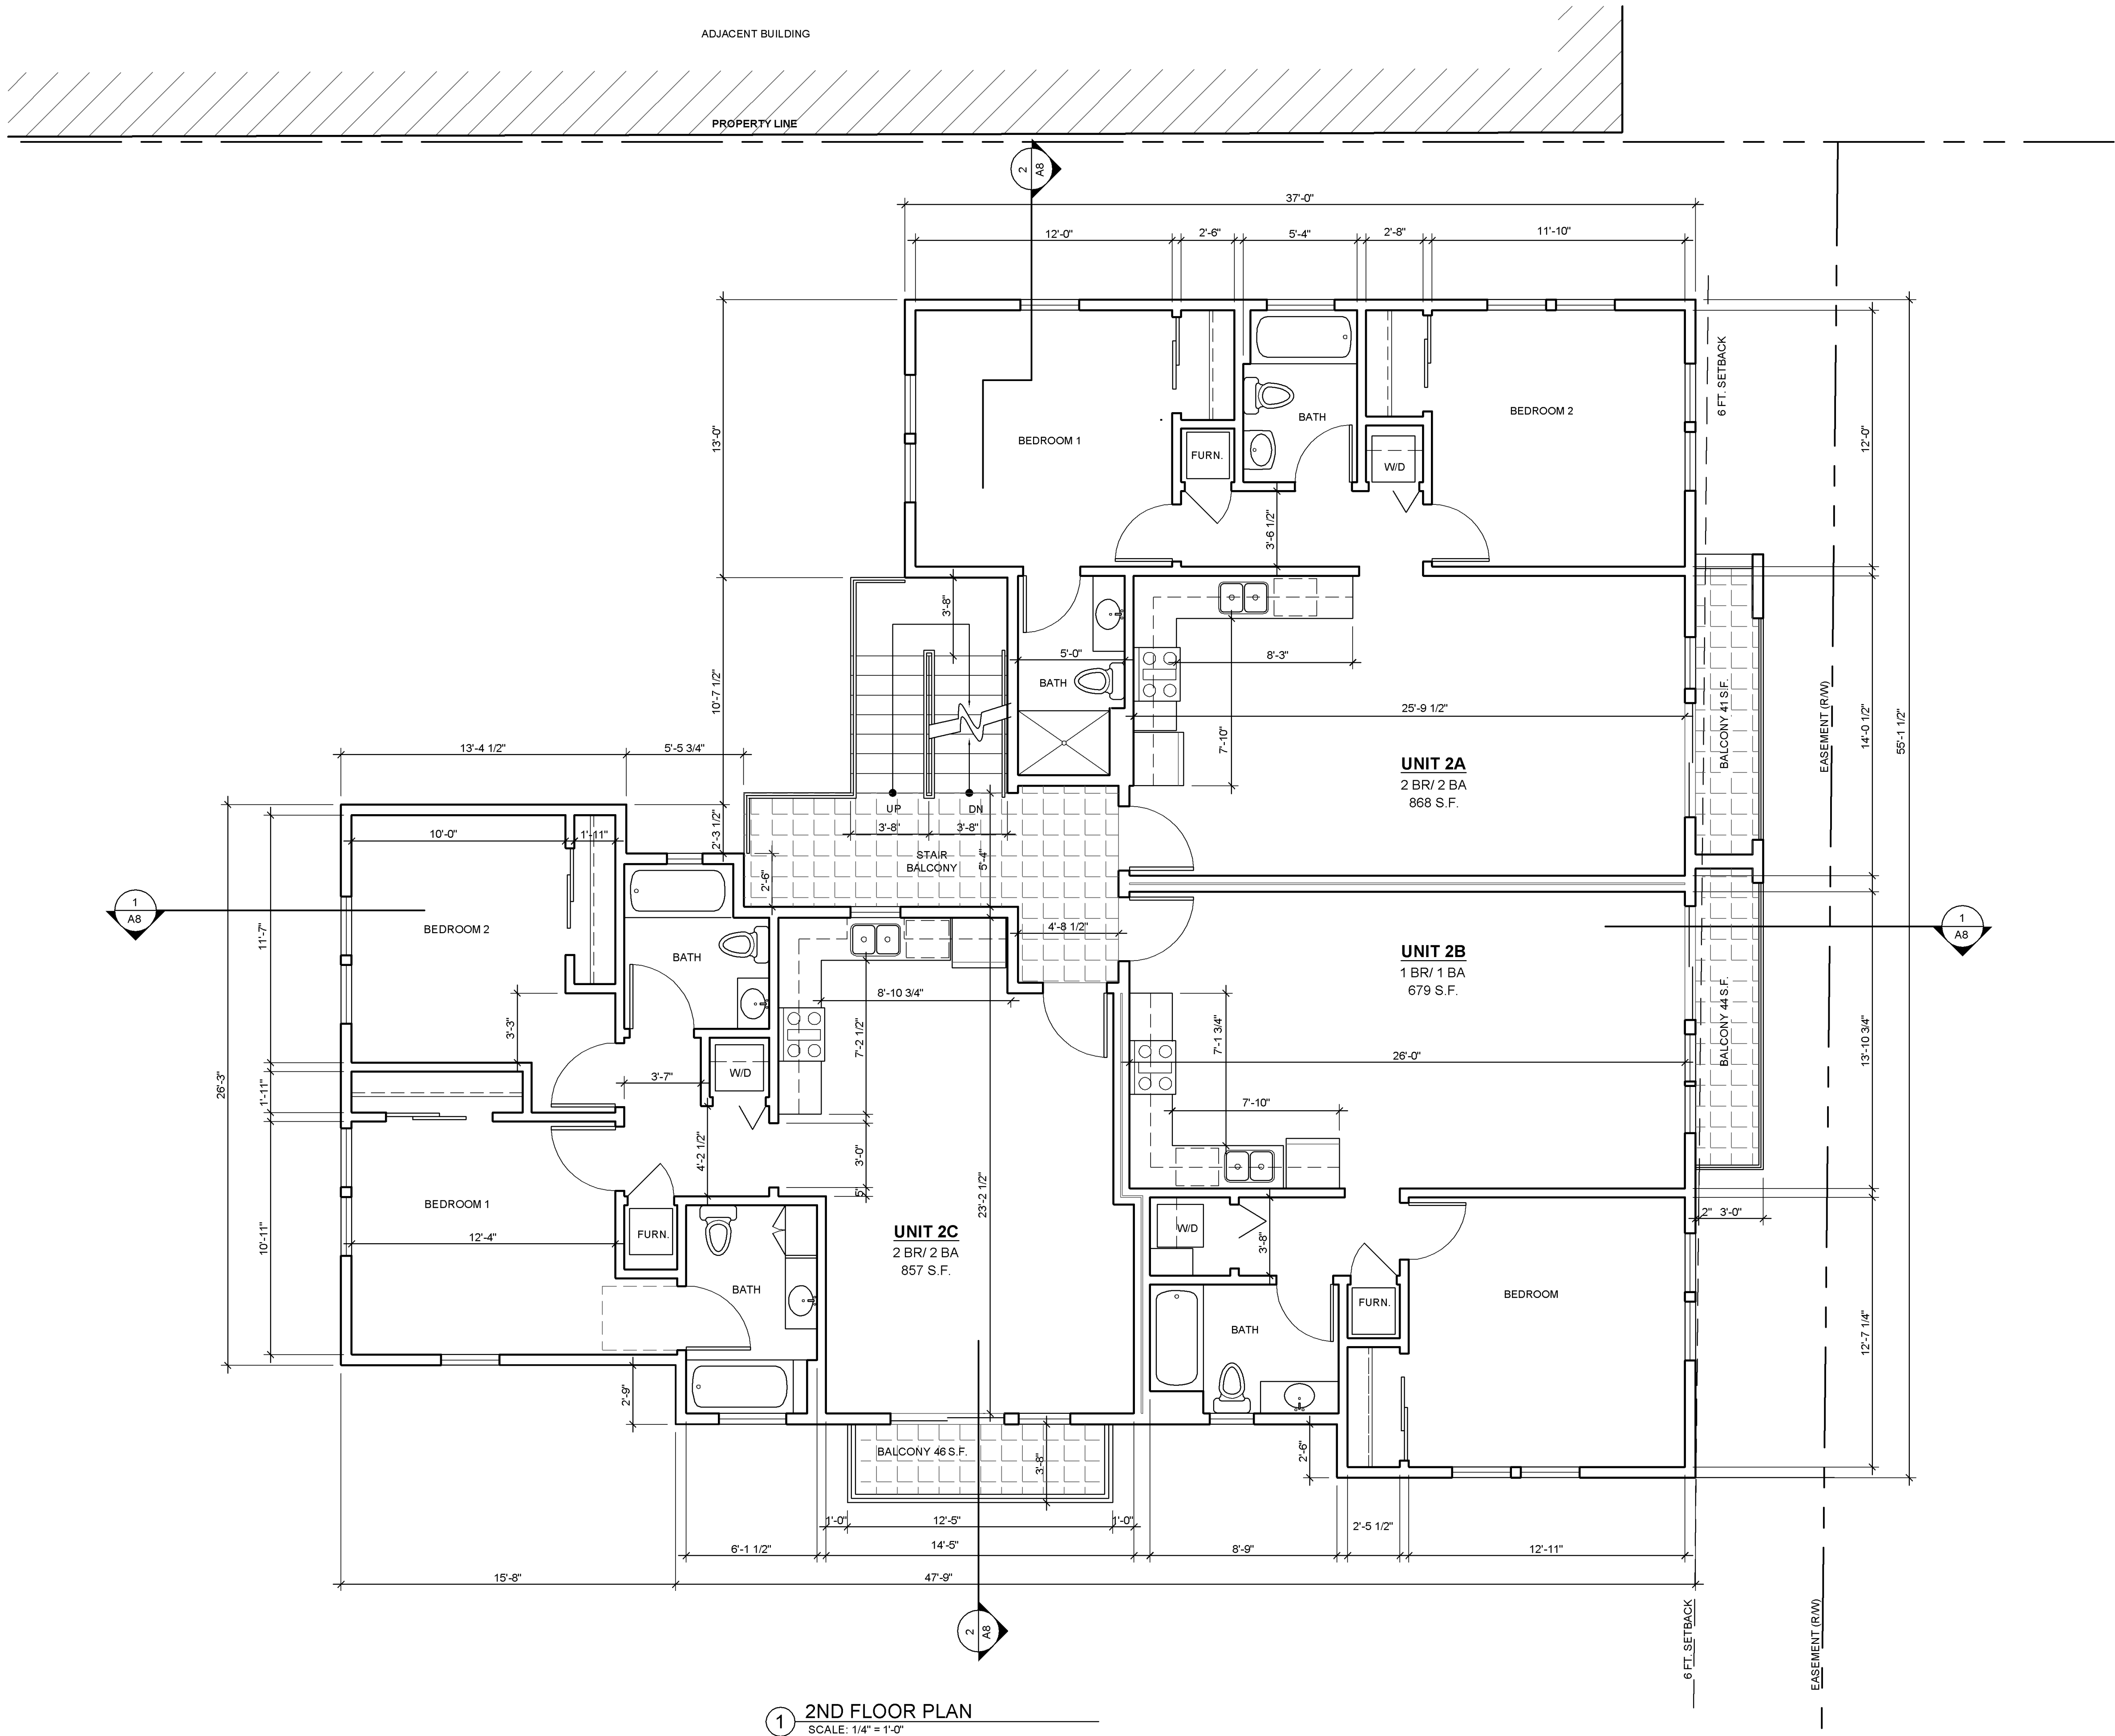 ADJACENT BUILDING
PROPERTY LINE
2
A8
37'-0"
12'-0"
2'-6"
5'-4"
2'-8"
11'-10"
6 FT. SETBACK
13'-0"
BEDROOM 1
BATH
BEDROOM 2
FURN.
W/D
12'-0"
3'-6 1/2"
3'-8"
10'-7 1/2"
5'-0"
BATH
8'-3"
25'-9 1/2"
7'-10"
UNIT 2A
2 BR/ 2 BA
868 S.F.
BALCONY 41 S.F.
EASEMENT (R/W)
14'-0 1/2"
55'-1 1/2"
13'-4 1/2"
5'-5 3/4"
UP
DN
3'-8"
3'-8"
2'-3 1/2"
STAIR
BALCONY
5'-4"
2'-6"
10'-0"
1'-11"
1
A8
BEDROOM 2
11'-7"
BATH
4'-8 1/2"
UNIT 2B
1 BR/ 1 BA
679 S.F.
1
A8
BALCONY 44 S.F.
8'-10 3/4"
7'-2 1/2"
7'-1 3/4"
26'-0"
13'-10 3/4"
3'-3"
26'-3"
1'-11"
3'-7"
W/D
7'-10"
4'-2 1/2"
3'-0"
5"
23'-2 1/2"
BEDROOM 1
10'-11"
12'-4"
FURN.
UNIT 2C
2 BR/ 2 BA
857 S.F.
W/D
3'-8"
2"
3'-0"
BATH
BEDROOM
FURN.
BATH
12'-7 1/4"
2'-9"
BALCONY 46 S.F.
3'-8"
2'-6"
1'-0"
12'-5"
1'-0"
2'-5 1/2"
6'-1 1/2"
14'-5"
8'-9"
12'-11"
15'-8"
47'-9"
2
A8
6 FT. SETBACK
EASEMENT (R/W)
1
2ND FLOOR PLAN
SCALE: 1/4" = 1'-0"